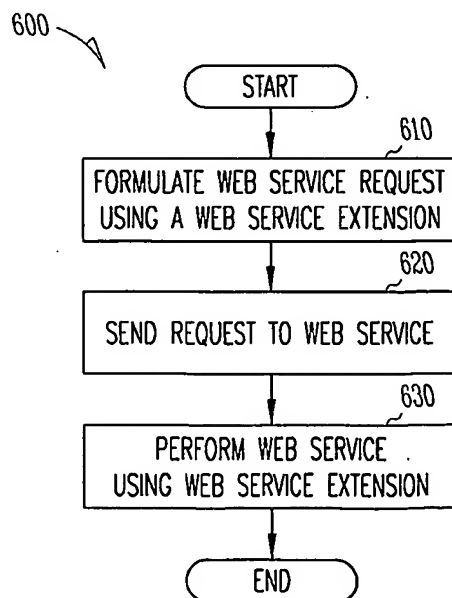 600
START
610
FORMULATE WEB SERVICE REQUEST
USING A WEB SERVICE EXTENSION
620
SEND REQUEST TO WEB SERVICE
630
PERFORM WEB SERVICE
USING WEB SERVICE EXTENSION
END